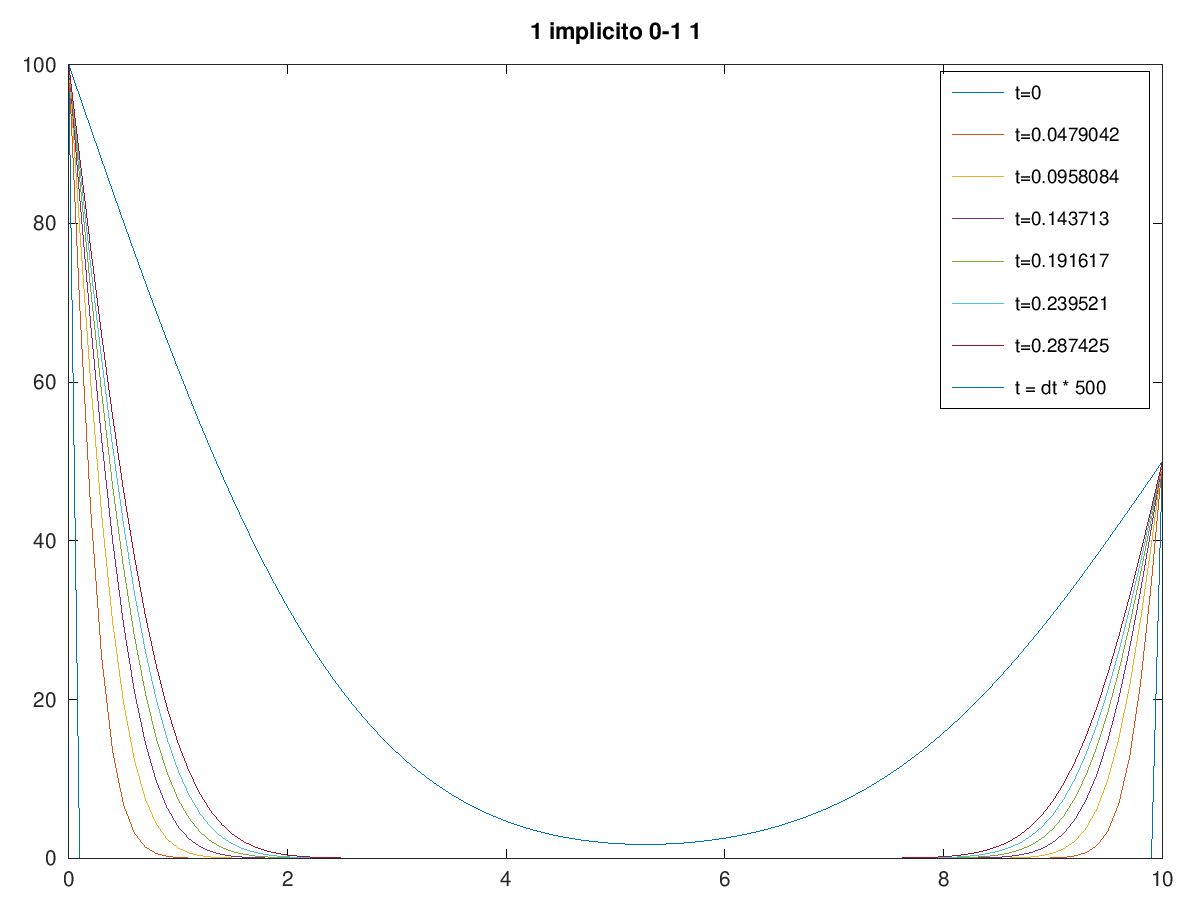 1 implicito 0-1 1
100
80
60
40
20
0
0 2 4 6 8 10
t=0
t=0.0479042
t=0.0958084
t=0.143713
t=0.191617
t=0.239521
t=0.287425
t = dt * 500